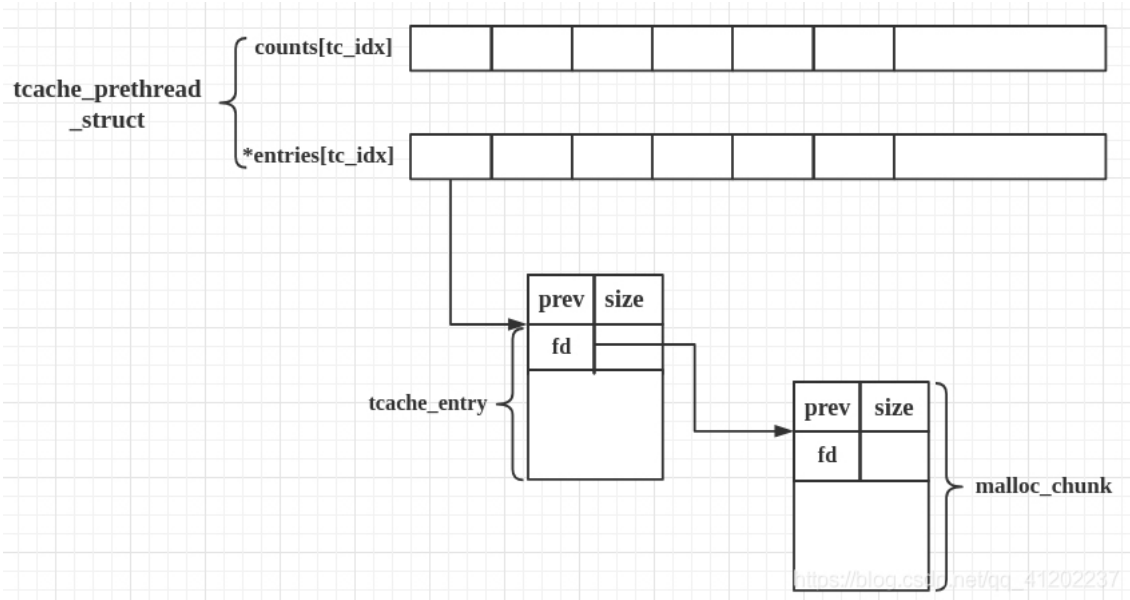 counts[tc_idx]
tcache_prethread
_struct
*entries[tc_idx]
prev size
fd
tcache_entry
prev size
fd
malloc_chunk
https://blog.csdn.net/qq_41202237